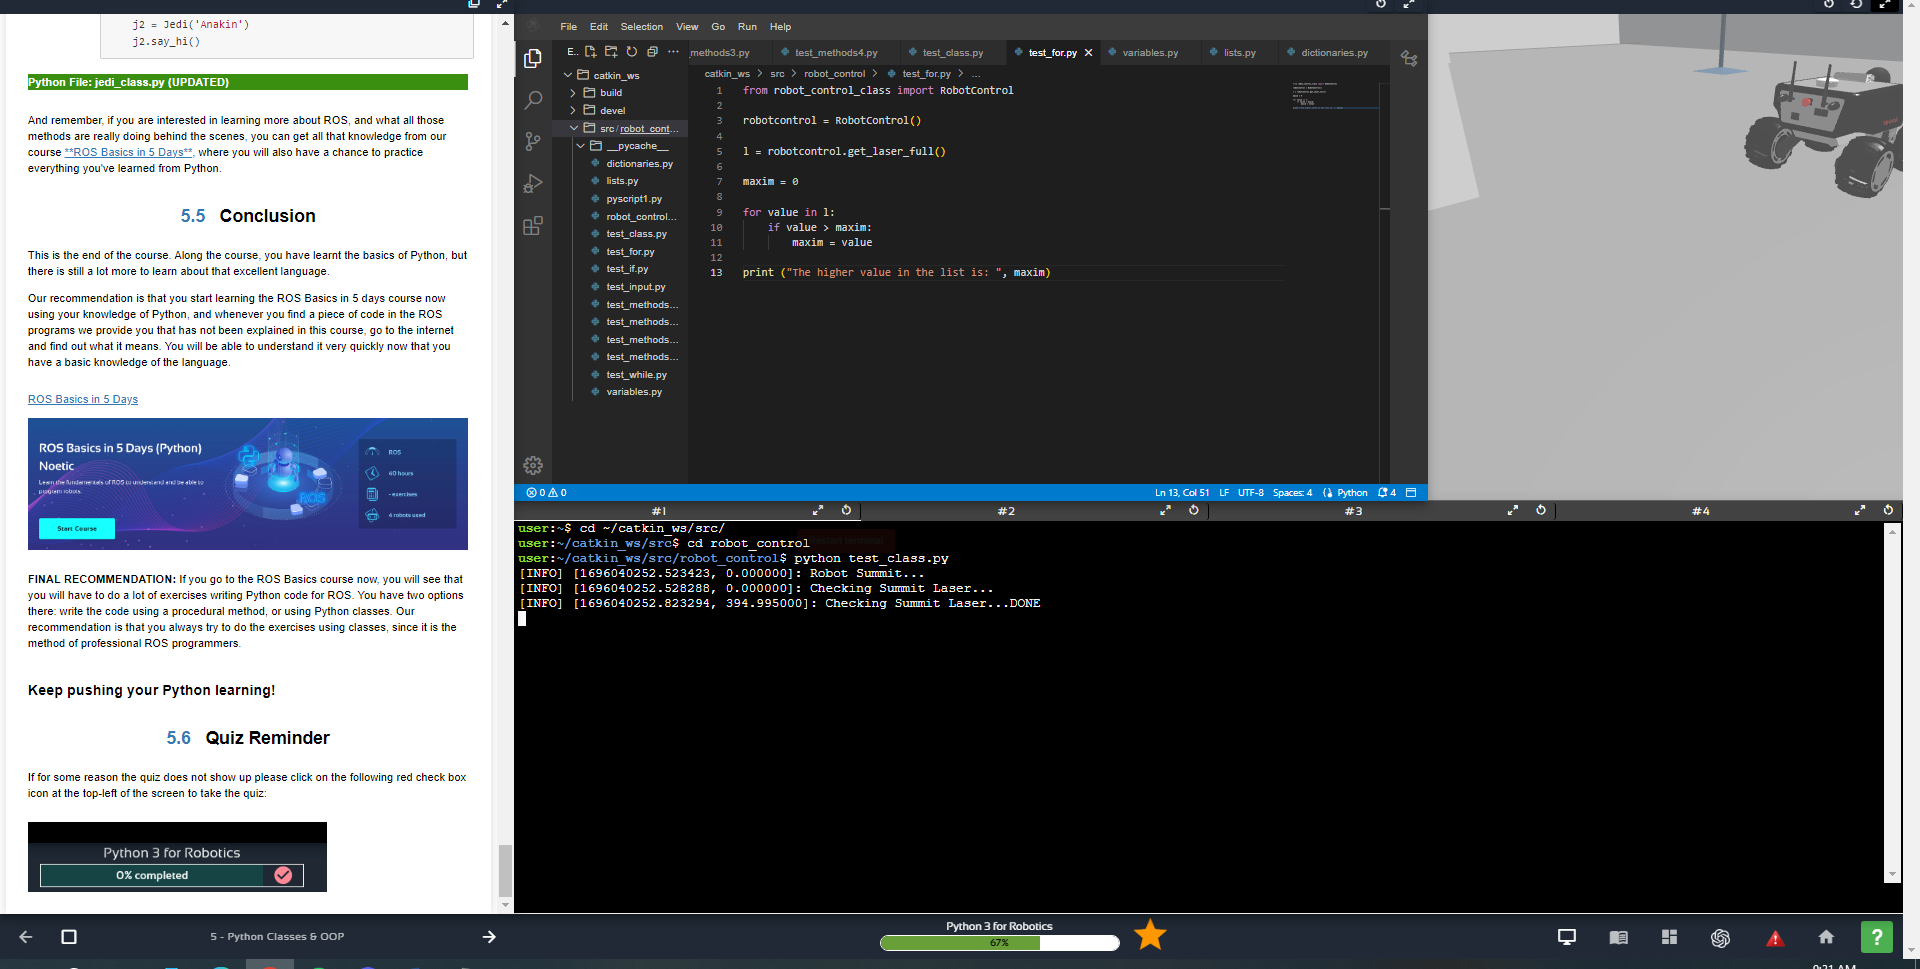 j2 = Jedi('Anakin')
j2.say_hi()
Python File: jedi_class.py (UPDATED)
And remember, if you are interested in learning more about ROS, and what all those
methods are really doing behind the scenes, you can get all that knowledge from our
course **ROS Basics in 5 Days**, where you will also have a chance to practice
everything you've learned from Python.
5.5 Conclusion
This is the end of the course. Along the course, you have learnt the basics of Python, but
there is still a lot more to learn about that excellent language.
Our recommendation is that you start learning the ROS Basics in 5 days course now
using your knowledge of Python, and whenever you find a piece of code in the ROS
programs we provide you that has not been explained in this course, go to the internet
and find out what it means. You will be able to understand it very quickly now that you
have a basic knowledge of the language.
ROS Basics in 5 Days
ROS Basics in 5 Days (Python)
Noetic
Learn the fundamentals of ROS to understand and be able to
program robots.
Start Course
ROS
ROS
60 hours
- exercises
4 robots used
FINAL RECOMMENDATION: If you go to the ROS Basics course now, you will see that
you will have to do a lot of exercises writing Python code for ROS. You have two options
there: write the code using a procedural method, or using Python classes. Our
recommendation is that you always try to do the exercises using classes, since it is the
method of professional ROS programmers.
Keep pushing your Python learning!
5.6 Quiz Reminder
If for some reason the quiz does not show up please click on the following red check box
icon at the top-left of the screen to take the quiz:
Python 3 for Robotics
0% completed
File Edit Selection View Go Run Help
E.. ...
methods3.py test_methods4.py test_class.py test_for.py variables.py lists.py dictionaries.py
catkin_ws > src > robot_control > test_for.py > ...
catkin_ws
build
devel
src/robot_cont...
__pycache__
dictionaries.py
lists.py
pyscript1.py
robot_control...
test_class.py
test_for.py
test_if.py
test_input.py
test_methods...
test_methods...
test_methods...
test_methods...
test_while.py
variables.py
1 from robot_control_class import RobotControl
2
3 robotcontrol = RobotControl()
4
5 l = robotcontrol.get_laser_full()
6
7 maxim = 0
8
9 for value in l:
10 if value > maxim:
11 maxim = value
12
13 print ("The higher value in the list is: ", maxim)
0 0 Ln 13, Col 51 LF UTF-8 Spaces: 4 Python 4
#1 #2 #3 #4
user:~$ cd ~/catkin_ws/src/
user:~/catkin_ws/src$ cd robot_control
user:~/catkin_ws/src/robot_control$ python test_class.py
[INFO] [1696040252.523423, 0.000000]: Robot Summit...
[INFO] [1696040252.528288, 0.000000]: Checking Summit Laser...
[INFO] [1696040252.823294, 394.995000]: Checking Summit Laser...DONE
5 - Python Classes & OOP
Python 3 for Robotics
67%
?